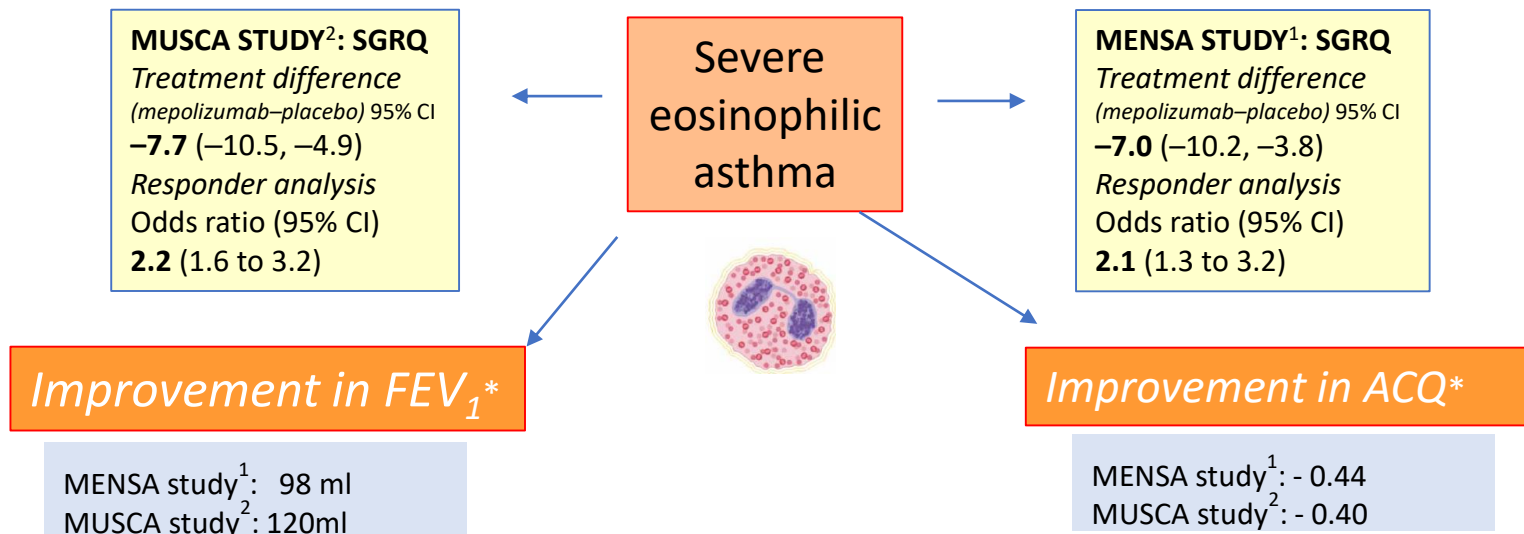 MUSCA STUDY²: SGRQ
Treatment difference
(mepolizumab–placebo) 95% CI
–7.7 (–10.5, –4.9)
Responder analysis
Odds ratio (95% CI)
2.2 (1.6 to 3.2)
Severe
eosinophilic
asthma
MENSA STUDY¹: SGRQ
Treatment difference
(mepolizumab–placebo) 95% CI
–7.0 (–10.2, –3.8)
Responder analysis
Odds ratio (95% CI)
2.1 (1.3 to 3.2)
Improvement in FEV₁*
MENSA study¹: 98 ml
MUSCA study²: 120ml
Improvement in ACQ*
MENSA study¹: - 0.44
MUSCA study²: - 0.40